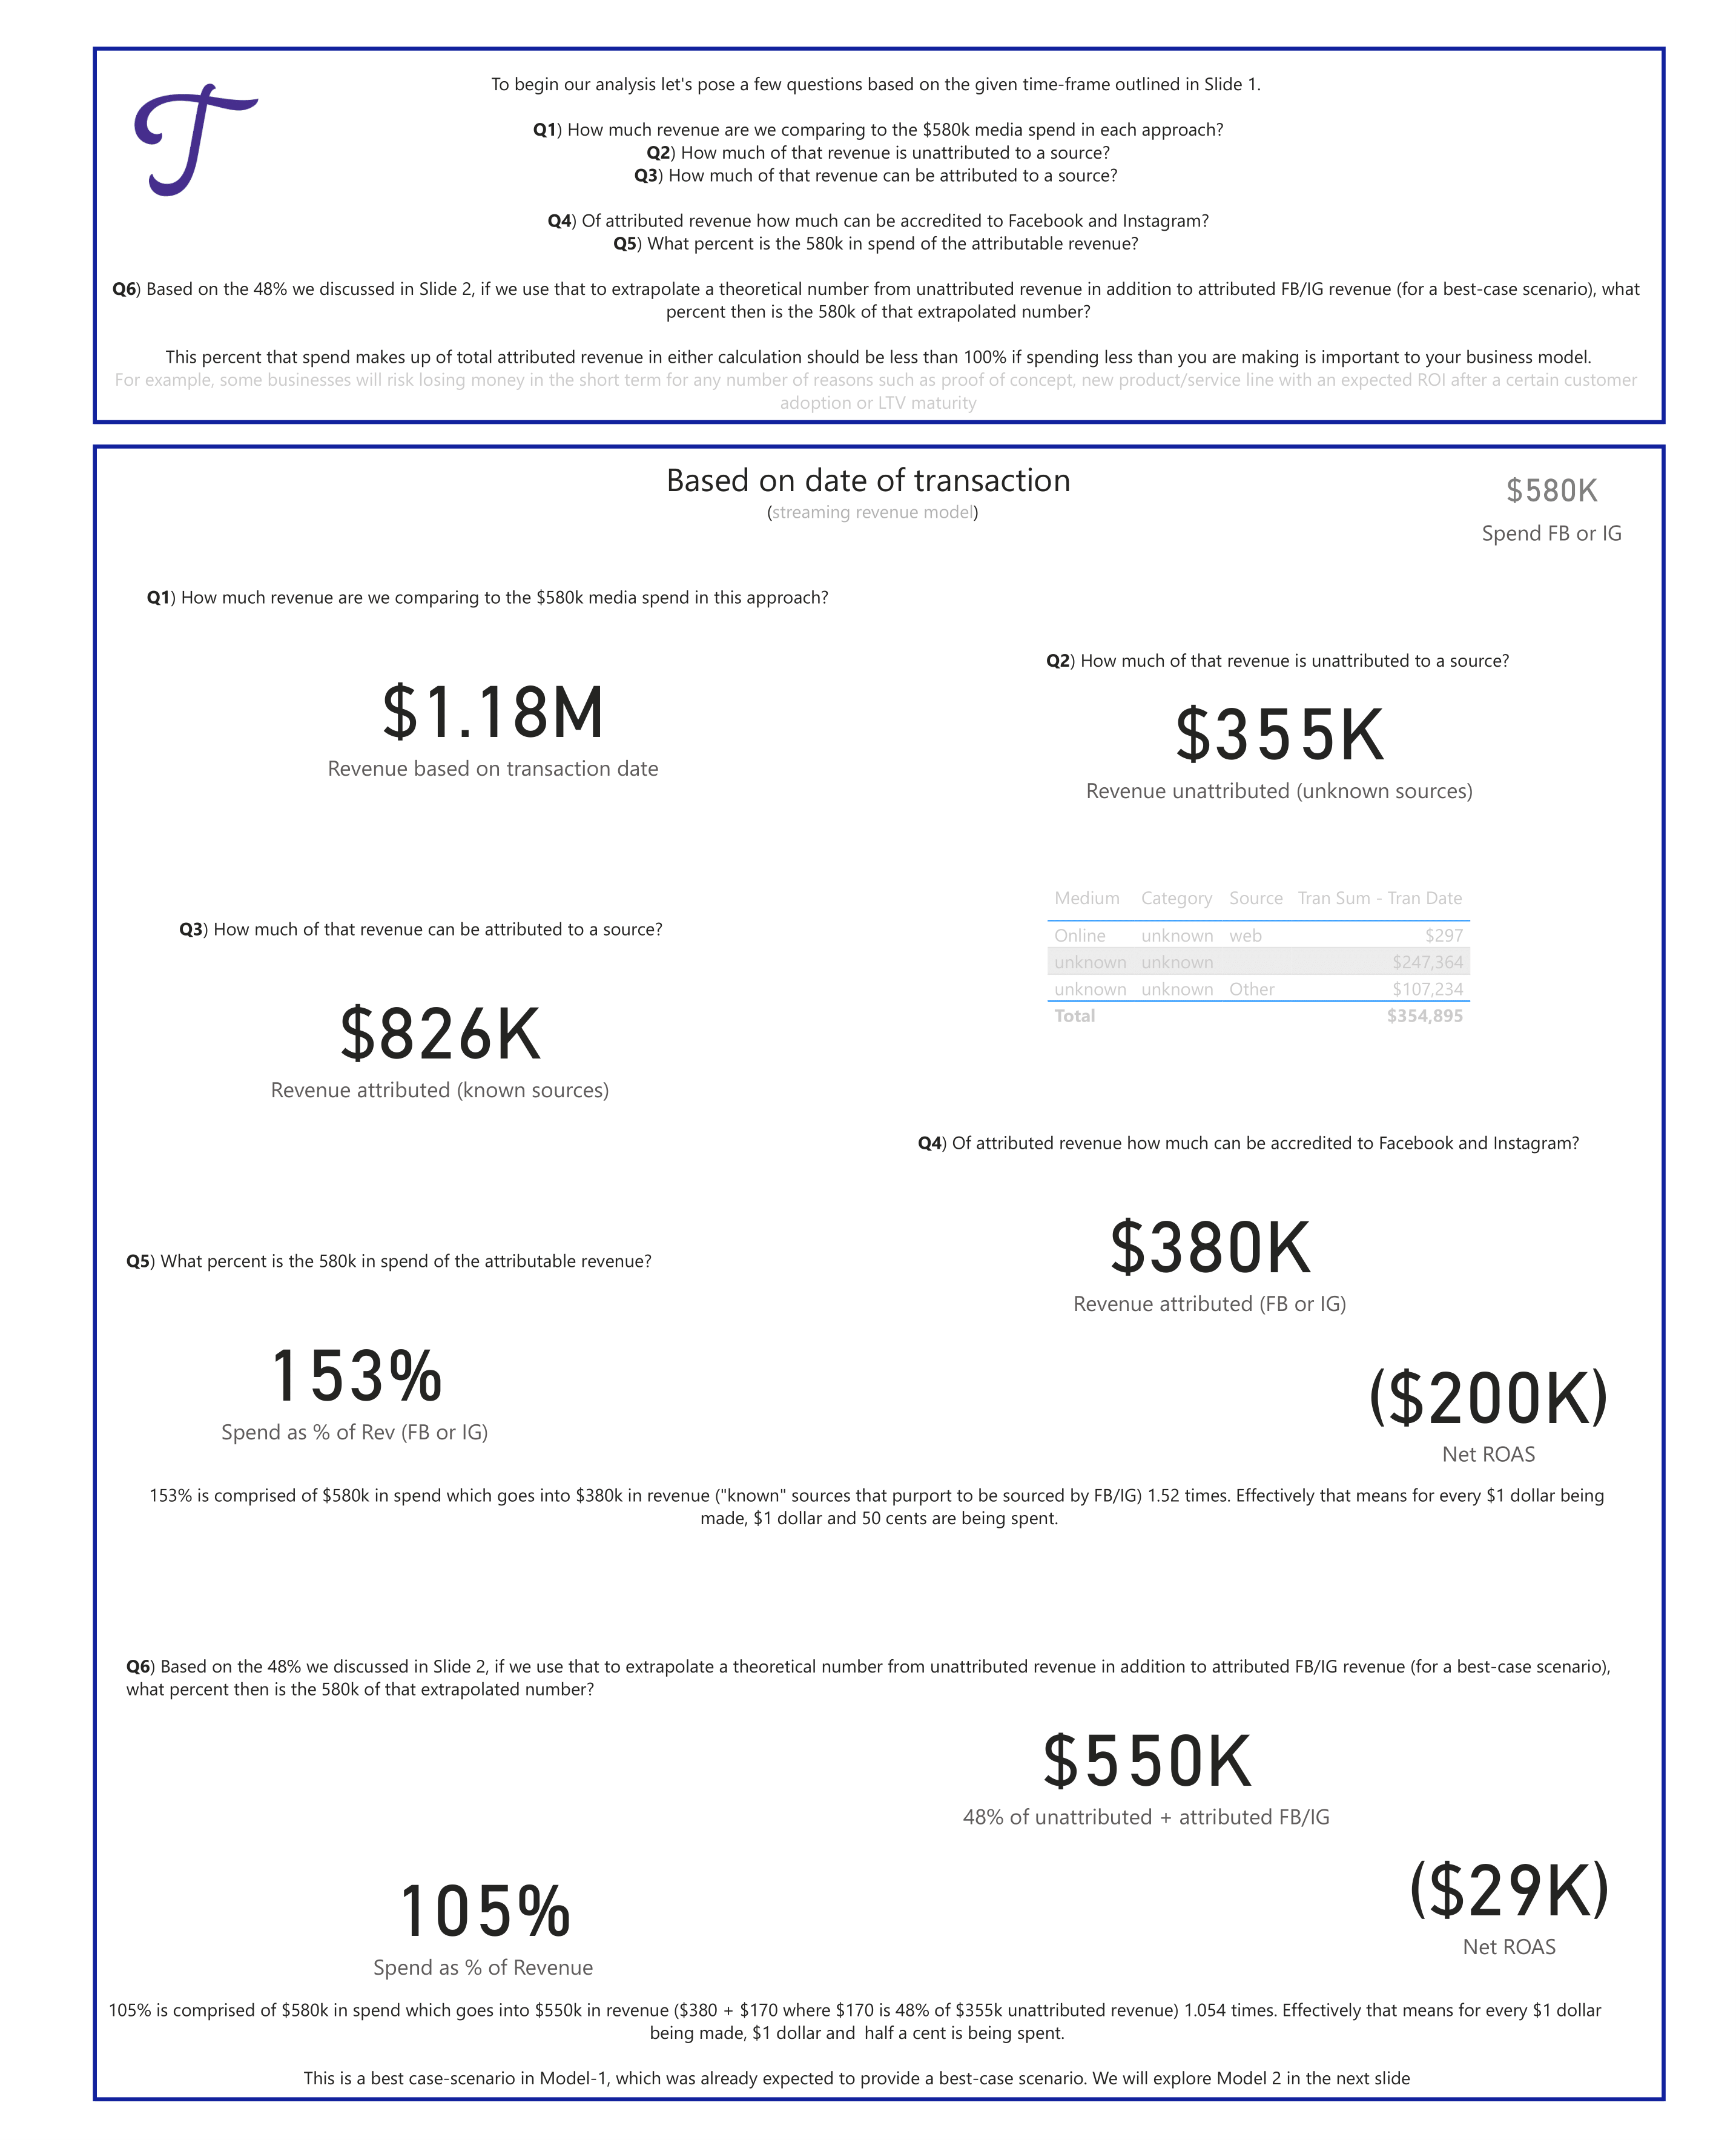 T
To begin our analysis let's pose a few questions based on the given time-frame outlined in Slide 1.
Q1) How much revenue are we comparing to the $580k media spend in each approach?
Q2) How much of that revenue is unattributed to a source?
Q3) How much of that revenue can be attributed to a source?
Q4) Of attributed revenue how much can be accredited to Facebook and Instagram?
Q5) What percent is the 580k in spend of the attributable revenue?
Q6) Based on the 48% we discussed in Slide 2, if we use that to extrapolate a theoretical number from unattributed revenue in addition to attributed FB/IG revenue (for a best-case scenario), what
percent then is the 580k of that extrapolated number?
This percent that spend makes up of total attributed revenue in either calculation should be less than 100% if spending less than you are making is important to your business model.
For example, some businesses will risk losing money in the short term for any number of reasons such as proof of concept, new product/service line with an expected ROI after a certain customer
adoption or LTV maturity
Based on date of transaction
(streaming revenue model)
$580K
Spend FB or IG
Q1) How much revenue are we comparing to the $580k media spend in this approach?
$1.18M
Revenue based on transaction date
Q2) How much of that revenue is unattributed to a source?
$355K
Revenue unattributed (unknown sources)
Medium Category Source Tran Sum - Tran Date
Online unknown web $297
unknown unknown $247,364
unknown unknown Other $107,234
Total $354,895
Q3) How much of that revenue can be attributed to a source?
$826K
Revenue attributed (known sources)
Q4) Of attributed revenue how much can be accredited to Facebook and Instagram?
$380K
Revenue attributed (FB or IG)
Q5) What percent is the 580k in spend of the attributable revenue?
153%
Spend as % of Rev (FB or IG)
($200K)
Net ROAS
153% is comprised of $580k in spend which goes into $380k in revenue ("known" sources that purport to be sourced by FB/IG) 1.52 times. Effectively that means for every $1 dollar being
made, $1 dollar and 50 cents are being spent.
Q6) Based on the 48% we discussed in Slide 2, if we use that to extrapolate a theoretical number from unattributed revenue in addition to attributed FB/IG revenue (for a best-case scenario),
what percent then is the 580k of that extrapolated number?
$550K
48% of unattributed + attributed FB/IG
105%
Spend as % of Revenue
($29K)
Net ROAS
105% is comprised of $580k in spend which goes into $550k in revenue ($380 + $170 where $170 is 48% of $355k unattributed revenue) 1.054 times. Effectively that means for every $1 dollar
being made, $1 dollar and  half a cent is being spent.
This is a best case-scenario in Model-1, which was already expected to provide a best-case scenario. We will explore Model 2 in the next slide